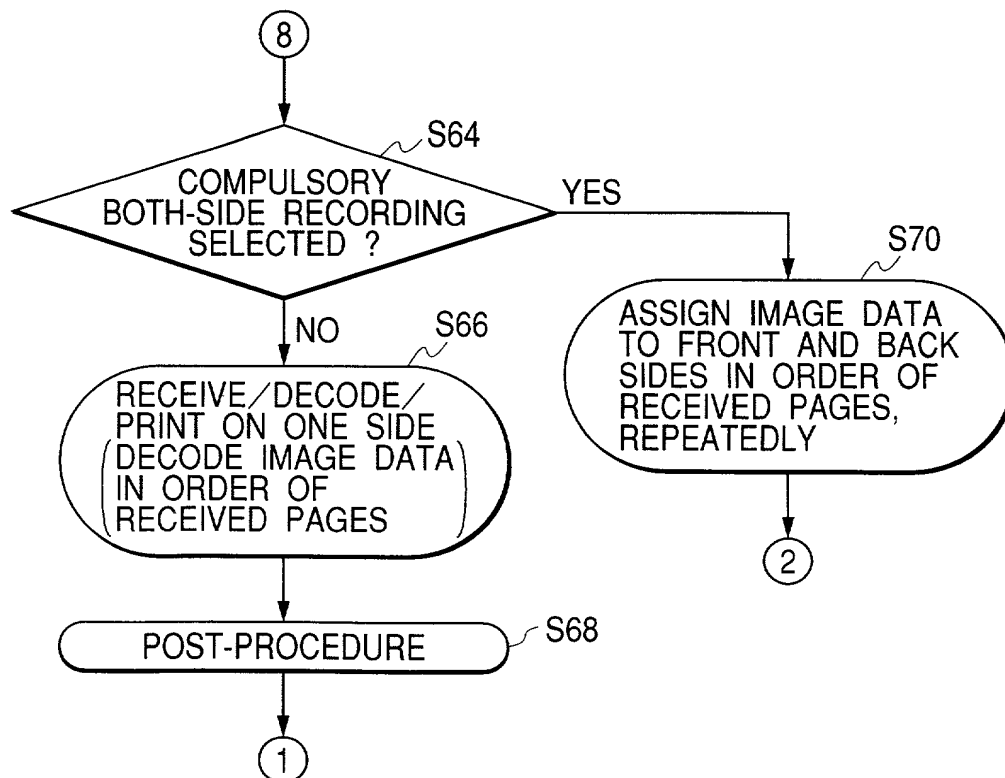 8
S64
COMPULSORY
BOTH-SIDE RECORDING
SELECTED ?
YES
NO
S66
RECEIVE/DECODE/
PRINT ON ONE SIDE
(DECODE IMAGE DATA
IN ORDER OF
RECEIVED PAGES)
S68
POST-PROCEDURE
1
S70
ASSIGN IMAGE DATA
TO FRONT AND BACK
SIDES IN ORDER OF
RECEIVED PAGES,
REPEATEDLY
2